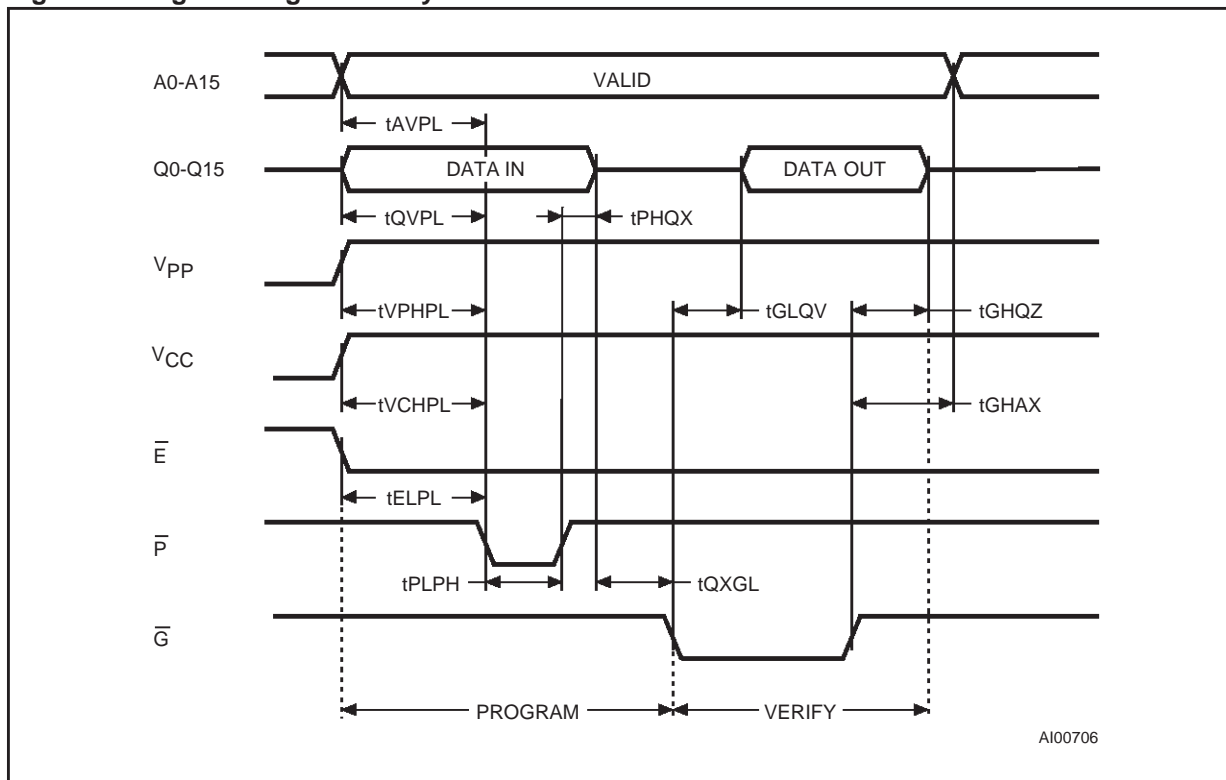 A0-A15
VALID
tAVPL
Q0-Q15
DATA IN
DATA OUT
tQVPL
tPHQX
VPP
tVPHPL
tGLQV
tGHQZ
VCC
tVCHPL
tGHAX
E
tELPL
P
tPLPH
tQXGL
G
PROGRAM
VERIFY
AI00706